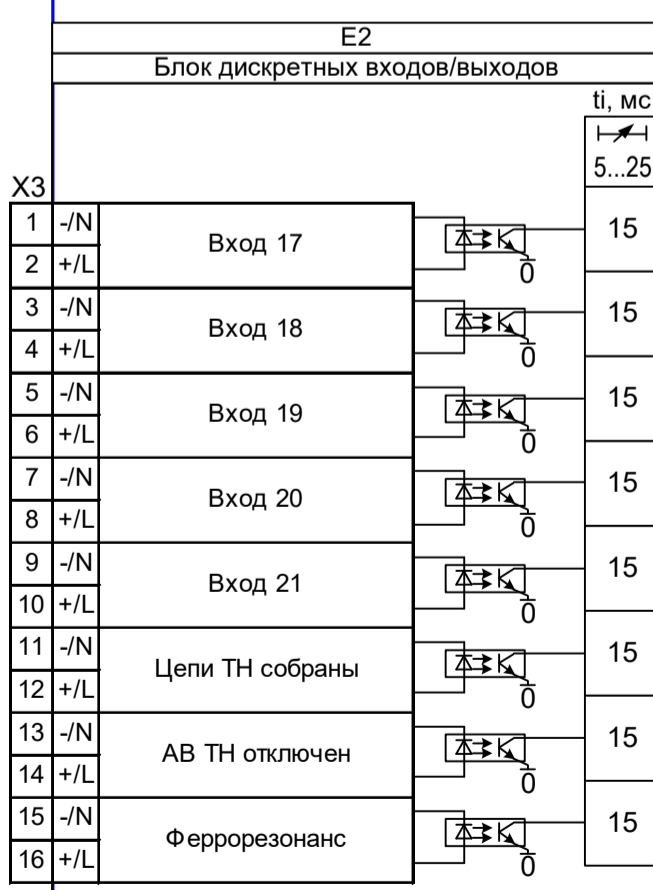 E2
Блок дискретных входов/выходов
ti, мс
5...25
X3
1 -/N Вход 17 15
2 +/L 0
3 -/N Вход 18 15
4 +/L 0
5 -/N Вход 19 15
6 +/L 0
7 -/N Вход 20 15
8 +/L 0
9 -/N Вход 21 15
10 +/L 0
11 -/N Цепи ТН собраны 15
12 +/L 0
13 -/N АВ ТН отключен 15
14 +/L 0
15 -/N Феррорезонанс 15
16 +/L 0